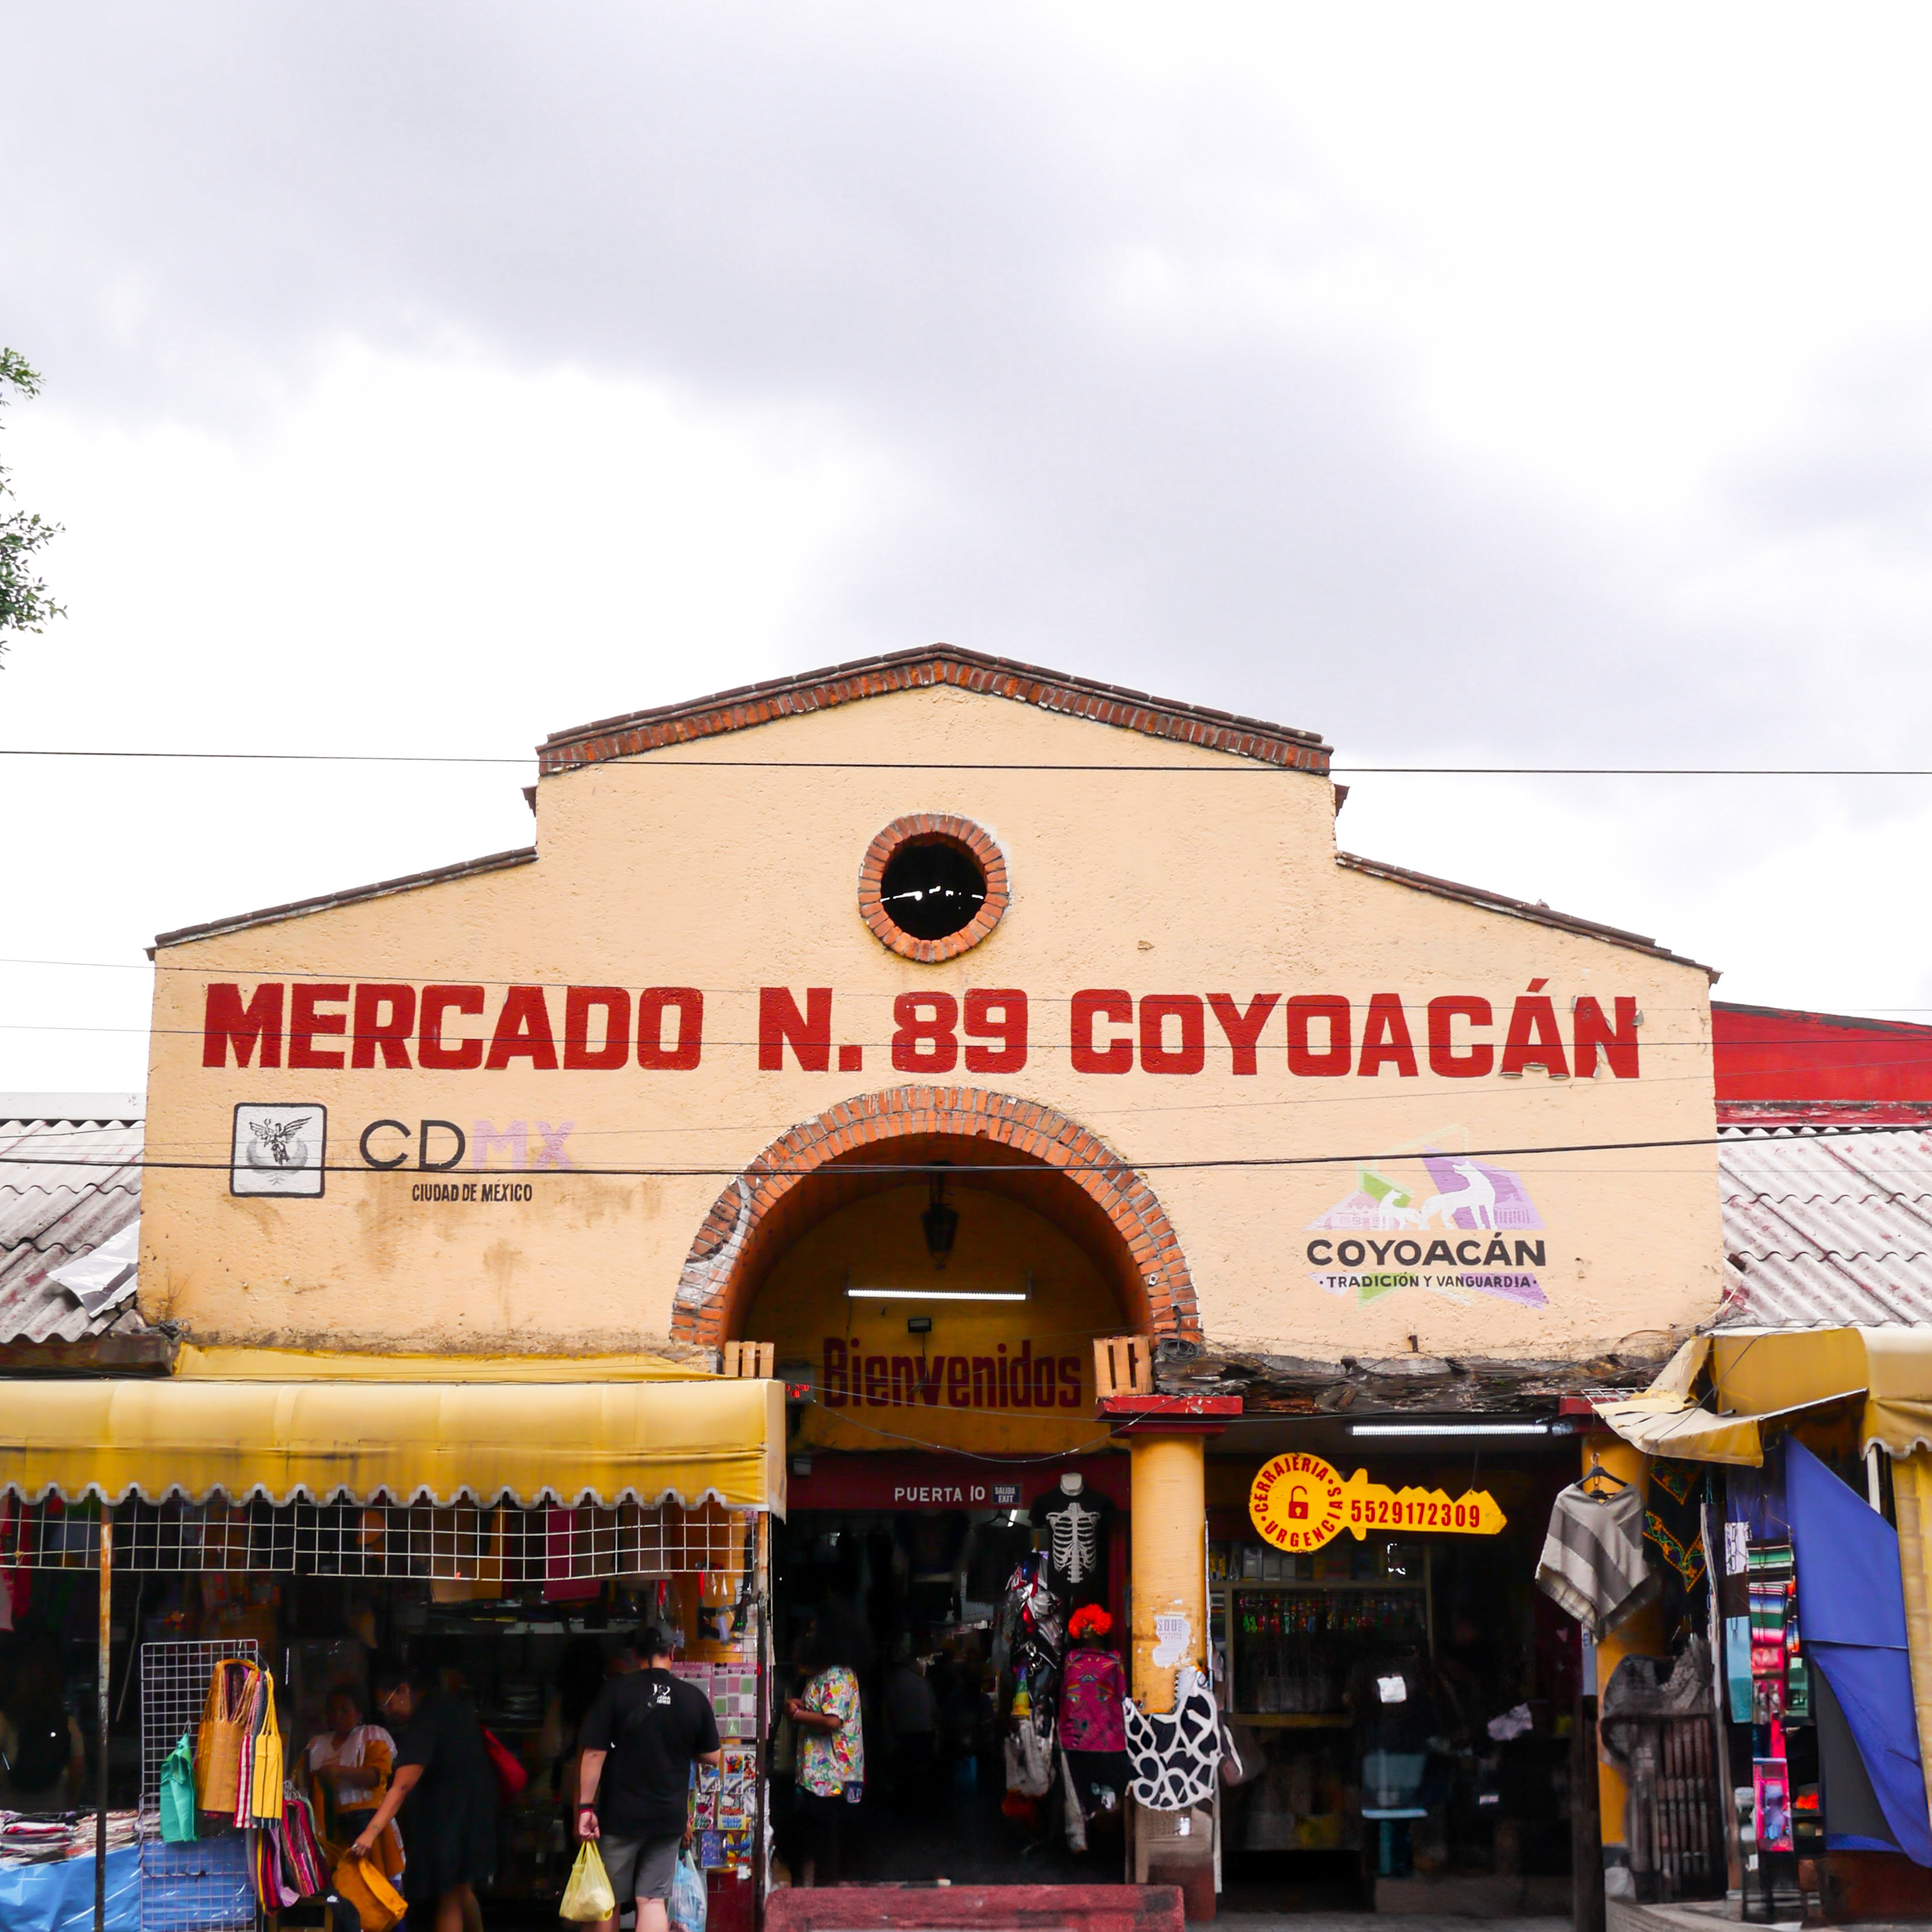 MERCADO N. 89 COYOACÁN
CDMX
CIUDAD DE MÉXICO
COYOACÁN
·TRADICIÓN Y VANGUARDIA·
Bienvenidos
PUERTA 10
SALIDA
EXIT
·CERRAJERIA·
URGENCIAS
5529172309